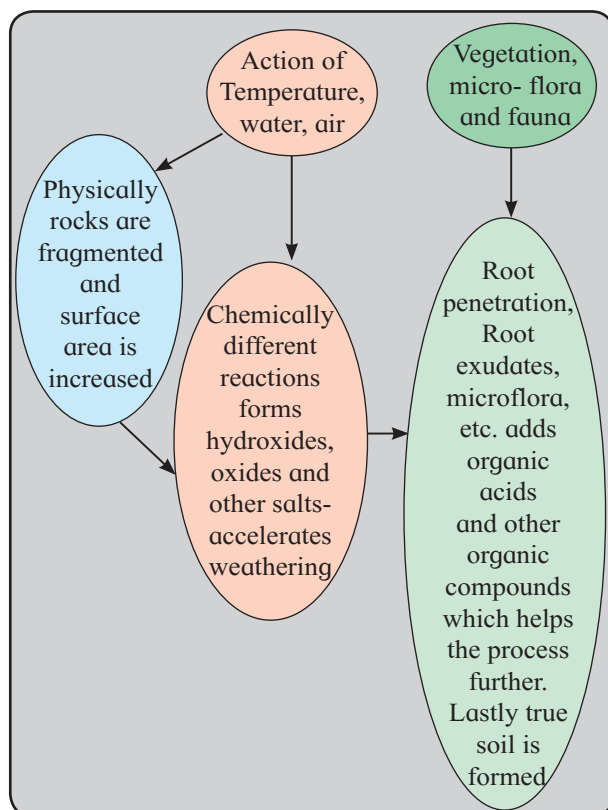 Action of
Temperature,
water, air
Vegetation,
micro- flora
and fauna
Physically
rocks are
fragmented
and
surface
area is
increased
Chemically
different
reactions
forms
hydroxides,
oxides and
other salts-
accelerates
weathering
Root
penetration,
Root
exudates,
microflora,
etc. adds
organic
acids
and other
organic
compounds
which helps
the process
further.
Lastly true
soil is
formed